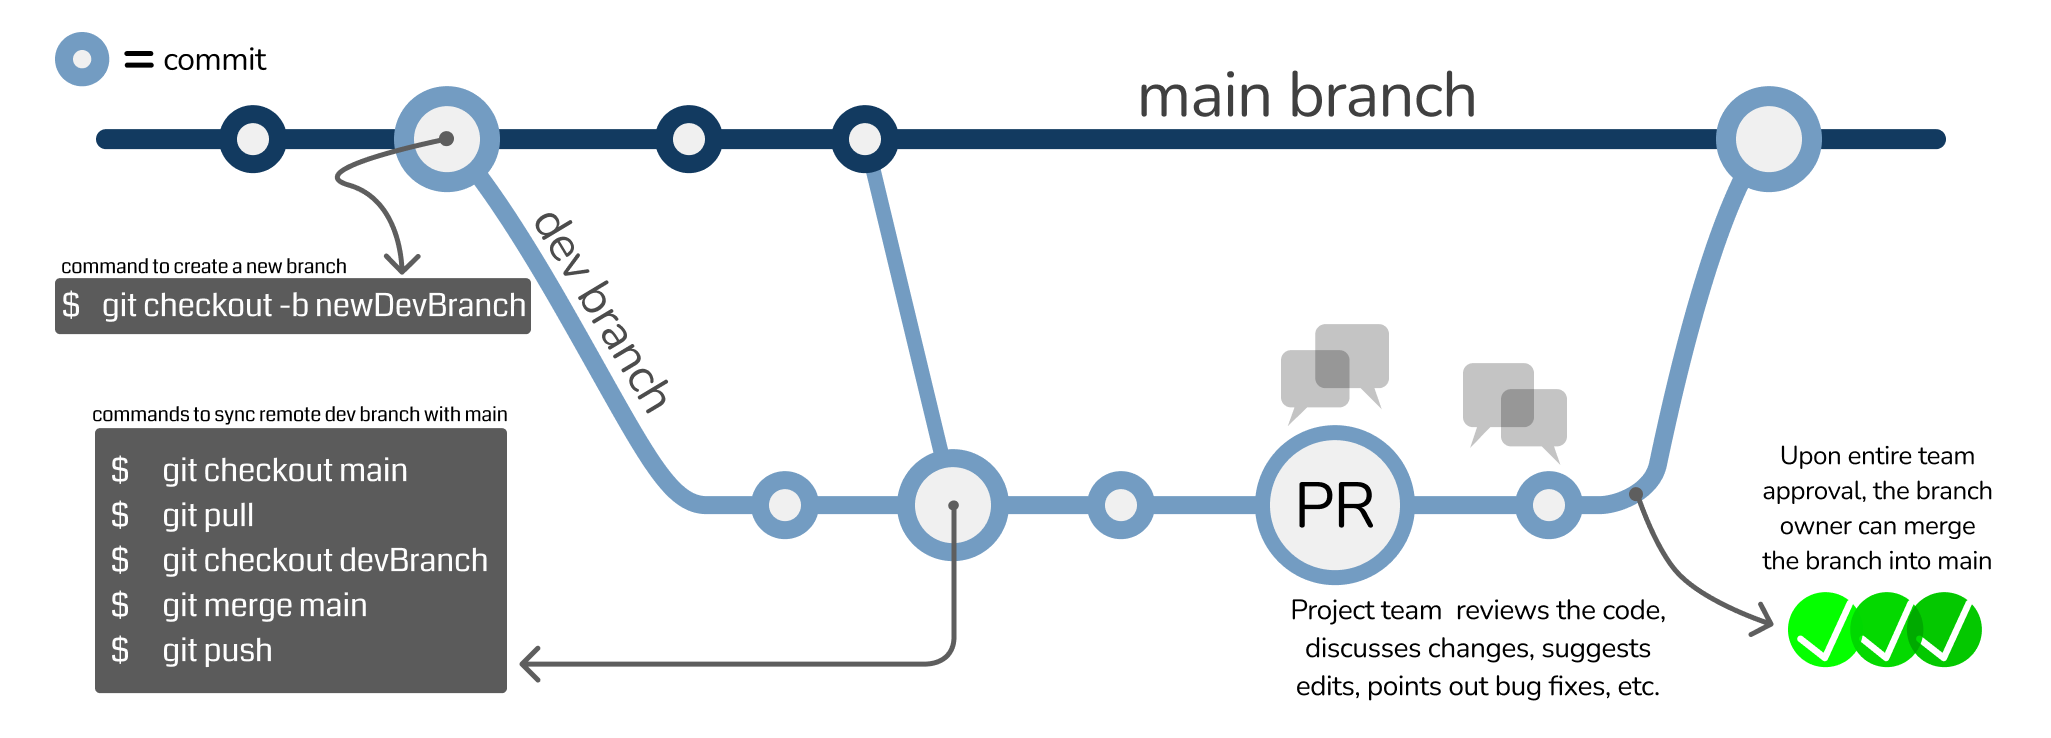 = commit
main branch
dev branch
command to create a new branch
$ git checkout -b newDevBranch
commands to sync remote dev branch with main
$ git checkout main
$ git pull
$ git checkout devBranch
$ git merge main
$ git push
PR
Project team reviews the code,
discusses changes, suggests
edits, points out bug fixes, etc.
Upon entire team
approval, the branch
owner can merge
the branch into main